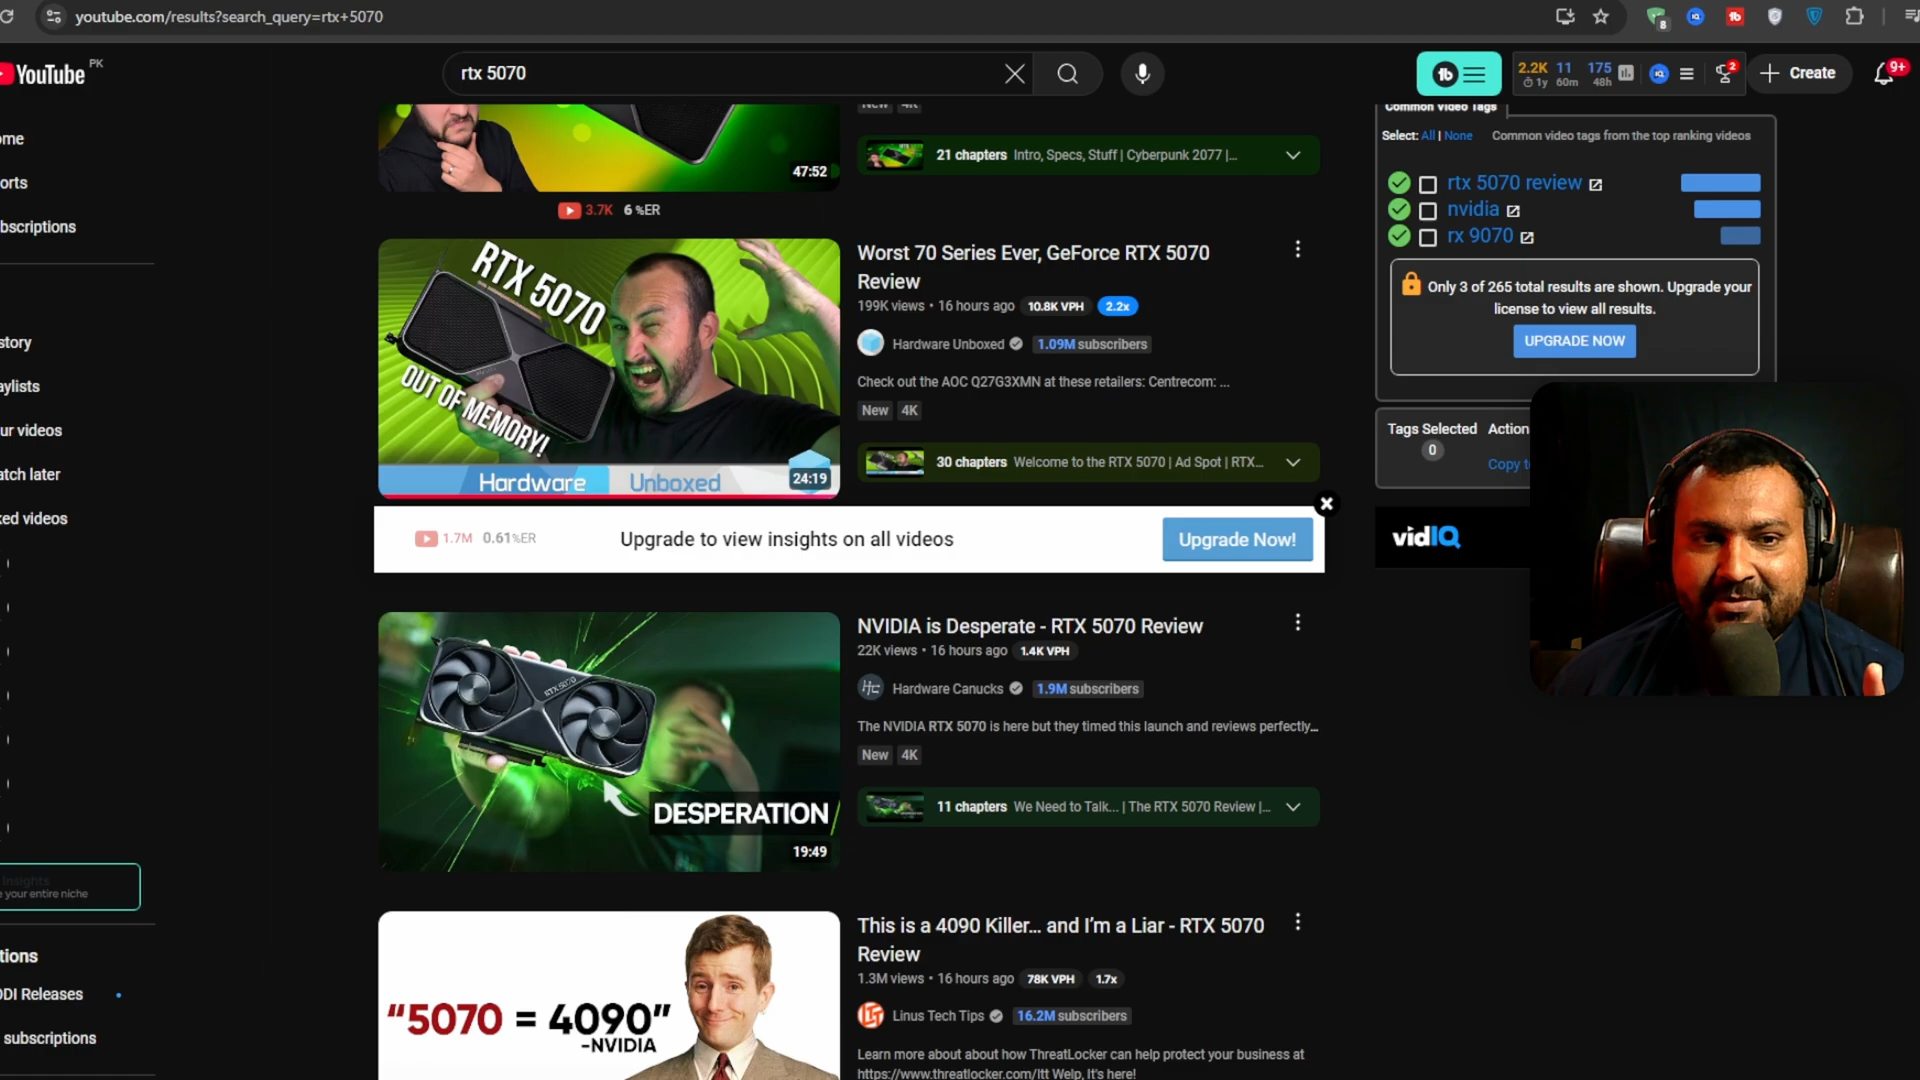 youtube.com/results?search_query=rtx+5070
YouTube PK
rtx 5070
2.2K 11 175
1y 60m 48h
2
Create
9+
8
ome
orts
bscriptions
story
aylists
ur videos
atch later
ked videos
Insights
e your entire niche
tions
ODI Releases
subscriptions
New 4K
47:52
21 chapters Intro, Specs, Stuff | Cyberpunk 2077 |...
3.7K 6 %ER
RTX 5070
OUT OF MEMORY!
Hardware Unboxed
24:19
Worst 70 Series Ever, GeForce RTX 5070
Review
199K views • 16 hours ago 10.8K VPH 2.2x
Hardware Unboxed 1.09M subscribers
Check out the AOC Q27G3XMN at these retailers: Centrecom: ...
New 4K
30 chapters Welcome to the RTX 5070 | Ad Spot | RTX...
1.7M 0.61%ER
Upgrade to view insights on all videos
Upgrade Now!
RTX 5070
DESPERATION
19:49
NVIDIA is Desperate - RTX 5070 Review
22K views • 16 hours ago 1.4K VPH
Hardware Canucks 1.9M subscribers
The NVIDIA RTX 5070 is here but they timed this launch and reviews perfectly...
New 4K
11 chapters We Need to Talk... | The RTX 5070 Review |...
"5070 = 4090"
-NVIDIA
This is a 4090 Killer... and I'm a Liar - RTX 5070
Review
1.3M views • 16 hours ago 78K VPH 1.7x
Linus Tech Tips 16.2M subscribers
Learn more about about how ThreatLocker can help protect your business at
https://www.threatlocker.com/ltt Welp, It's here!
Common Video Tags
Select: All | None Common video tags from the top ranking videos
rtx 5070 review
nvidia
rx 9070
Only 3 of 265 total results are shown. Upgrade your
license to view all results.
UPGRADE NOW
Tags Selected Action
0
Copy t
vidIQ